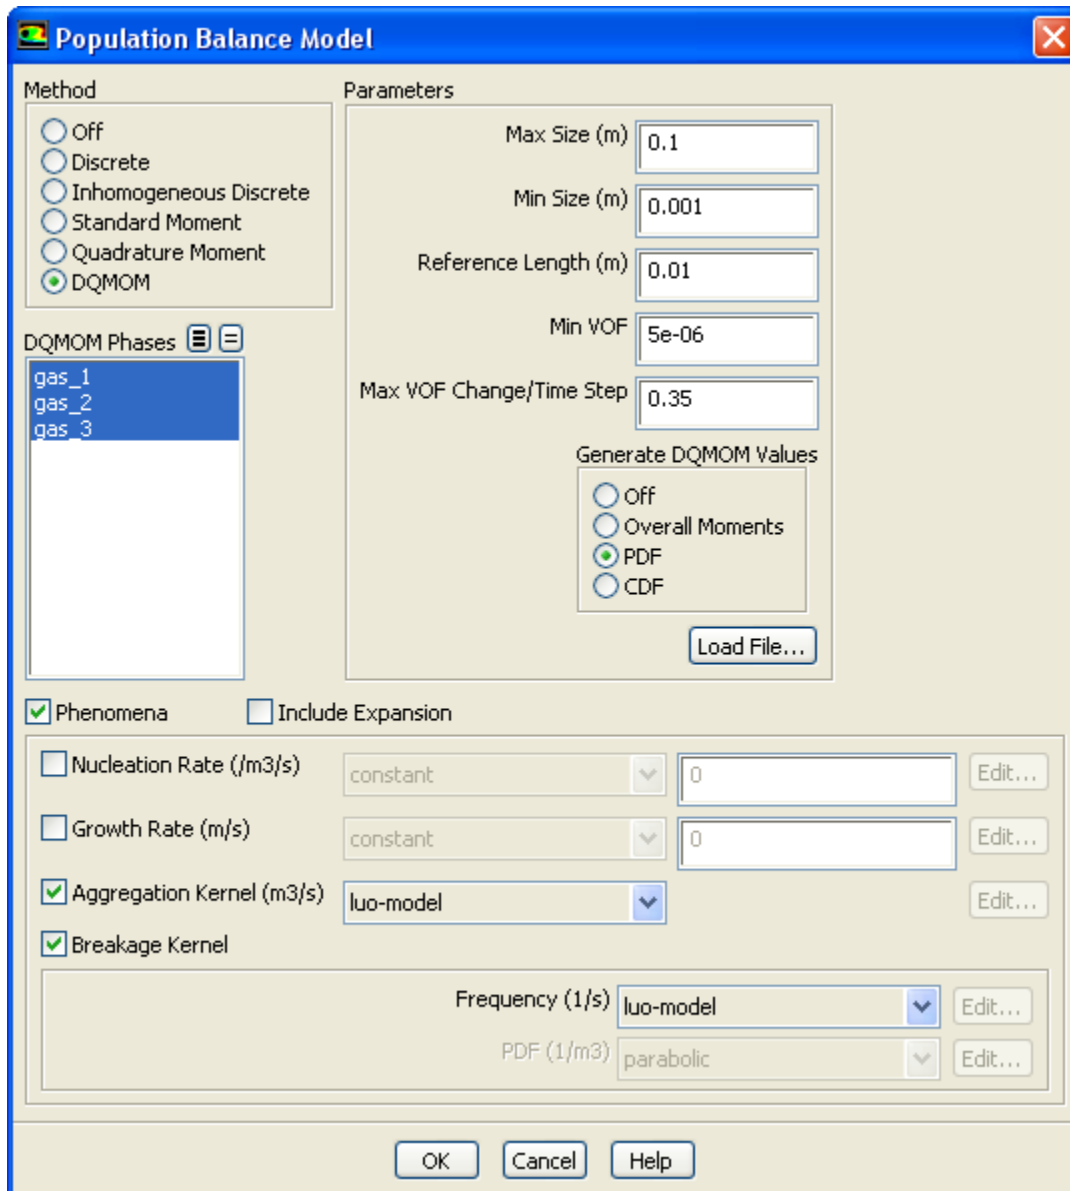 Population Balance Model
Method
Off
Discrete
Inhomogeneous Discrete
Standard Moment
Quadrature Moment
DQMOM
DQMOM Phases
gas_1
gas_2
gas_3
Parameters
Max Size (m) 0.1
Min Size (m) 0.001
Reference Length (m) 0.01
Min VOF 5e-06
Max VOF Change/Time Step 0.35
Generate DQMOM Values
Off
Overall Moments
PDF
CDF
Load File...
Phenomena Include Expansion
Nucleation Rate (/m3/s) constant 0 Edit...
Growth Rate (m/s) constant 0 Edit...
Aggregation Kernel (m3/s) luo-model Edit...
Breakage Kernel
Frequency (1/s) luo-model Edit...
PDF (1/m3) parabolic Edit...
OK Cancel Help